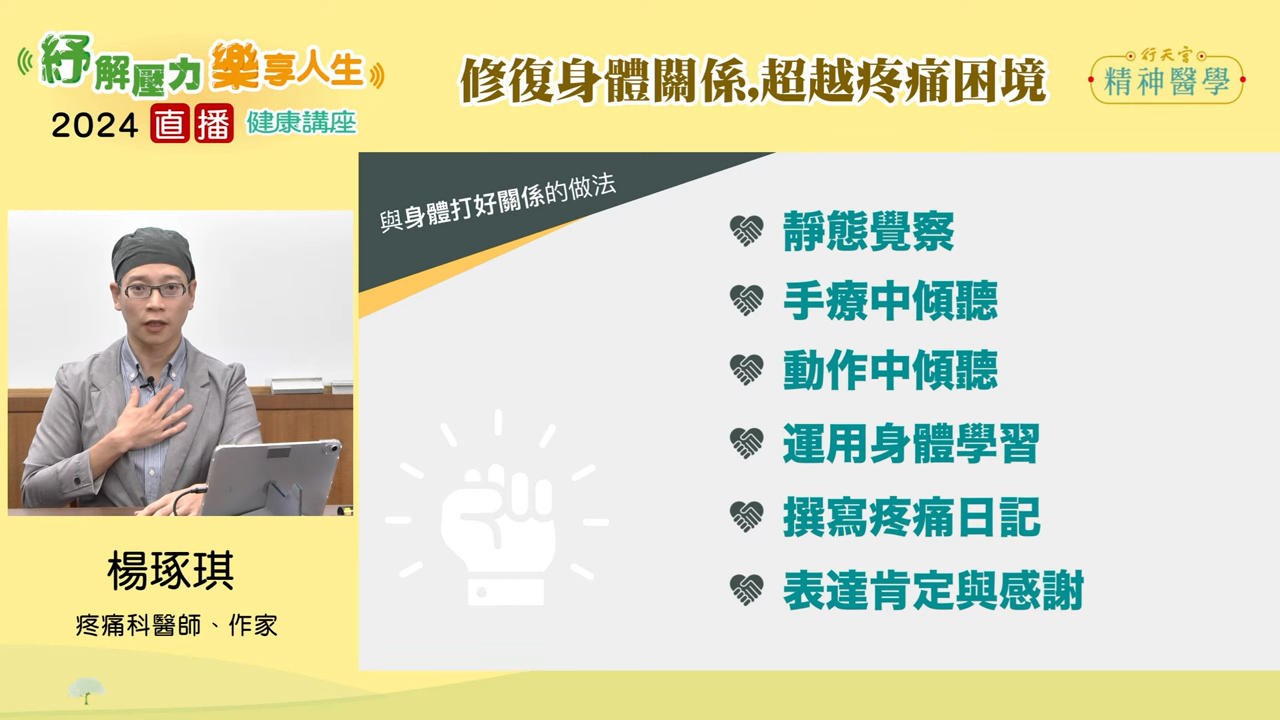 紓解壓力 樂享人生
2024 直播 健康講座
修復身體關係,超越疼痛困境
行天宮
精神醫學
與身體打好關係的做法
靜態覺察
手療中傾聽
動作中傾聽
運用身體學習
撰寫疼痛日記
表達肯定與感謝
楊琢琪
疼痛科醫師、作家